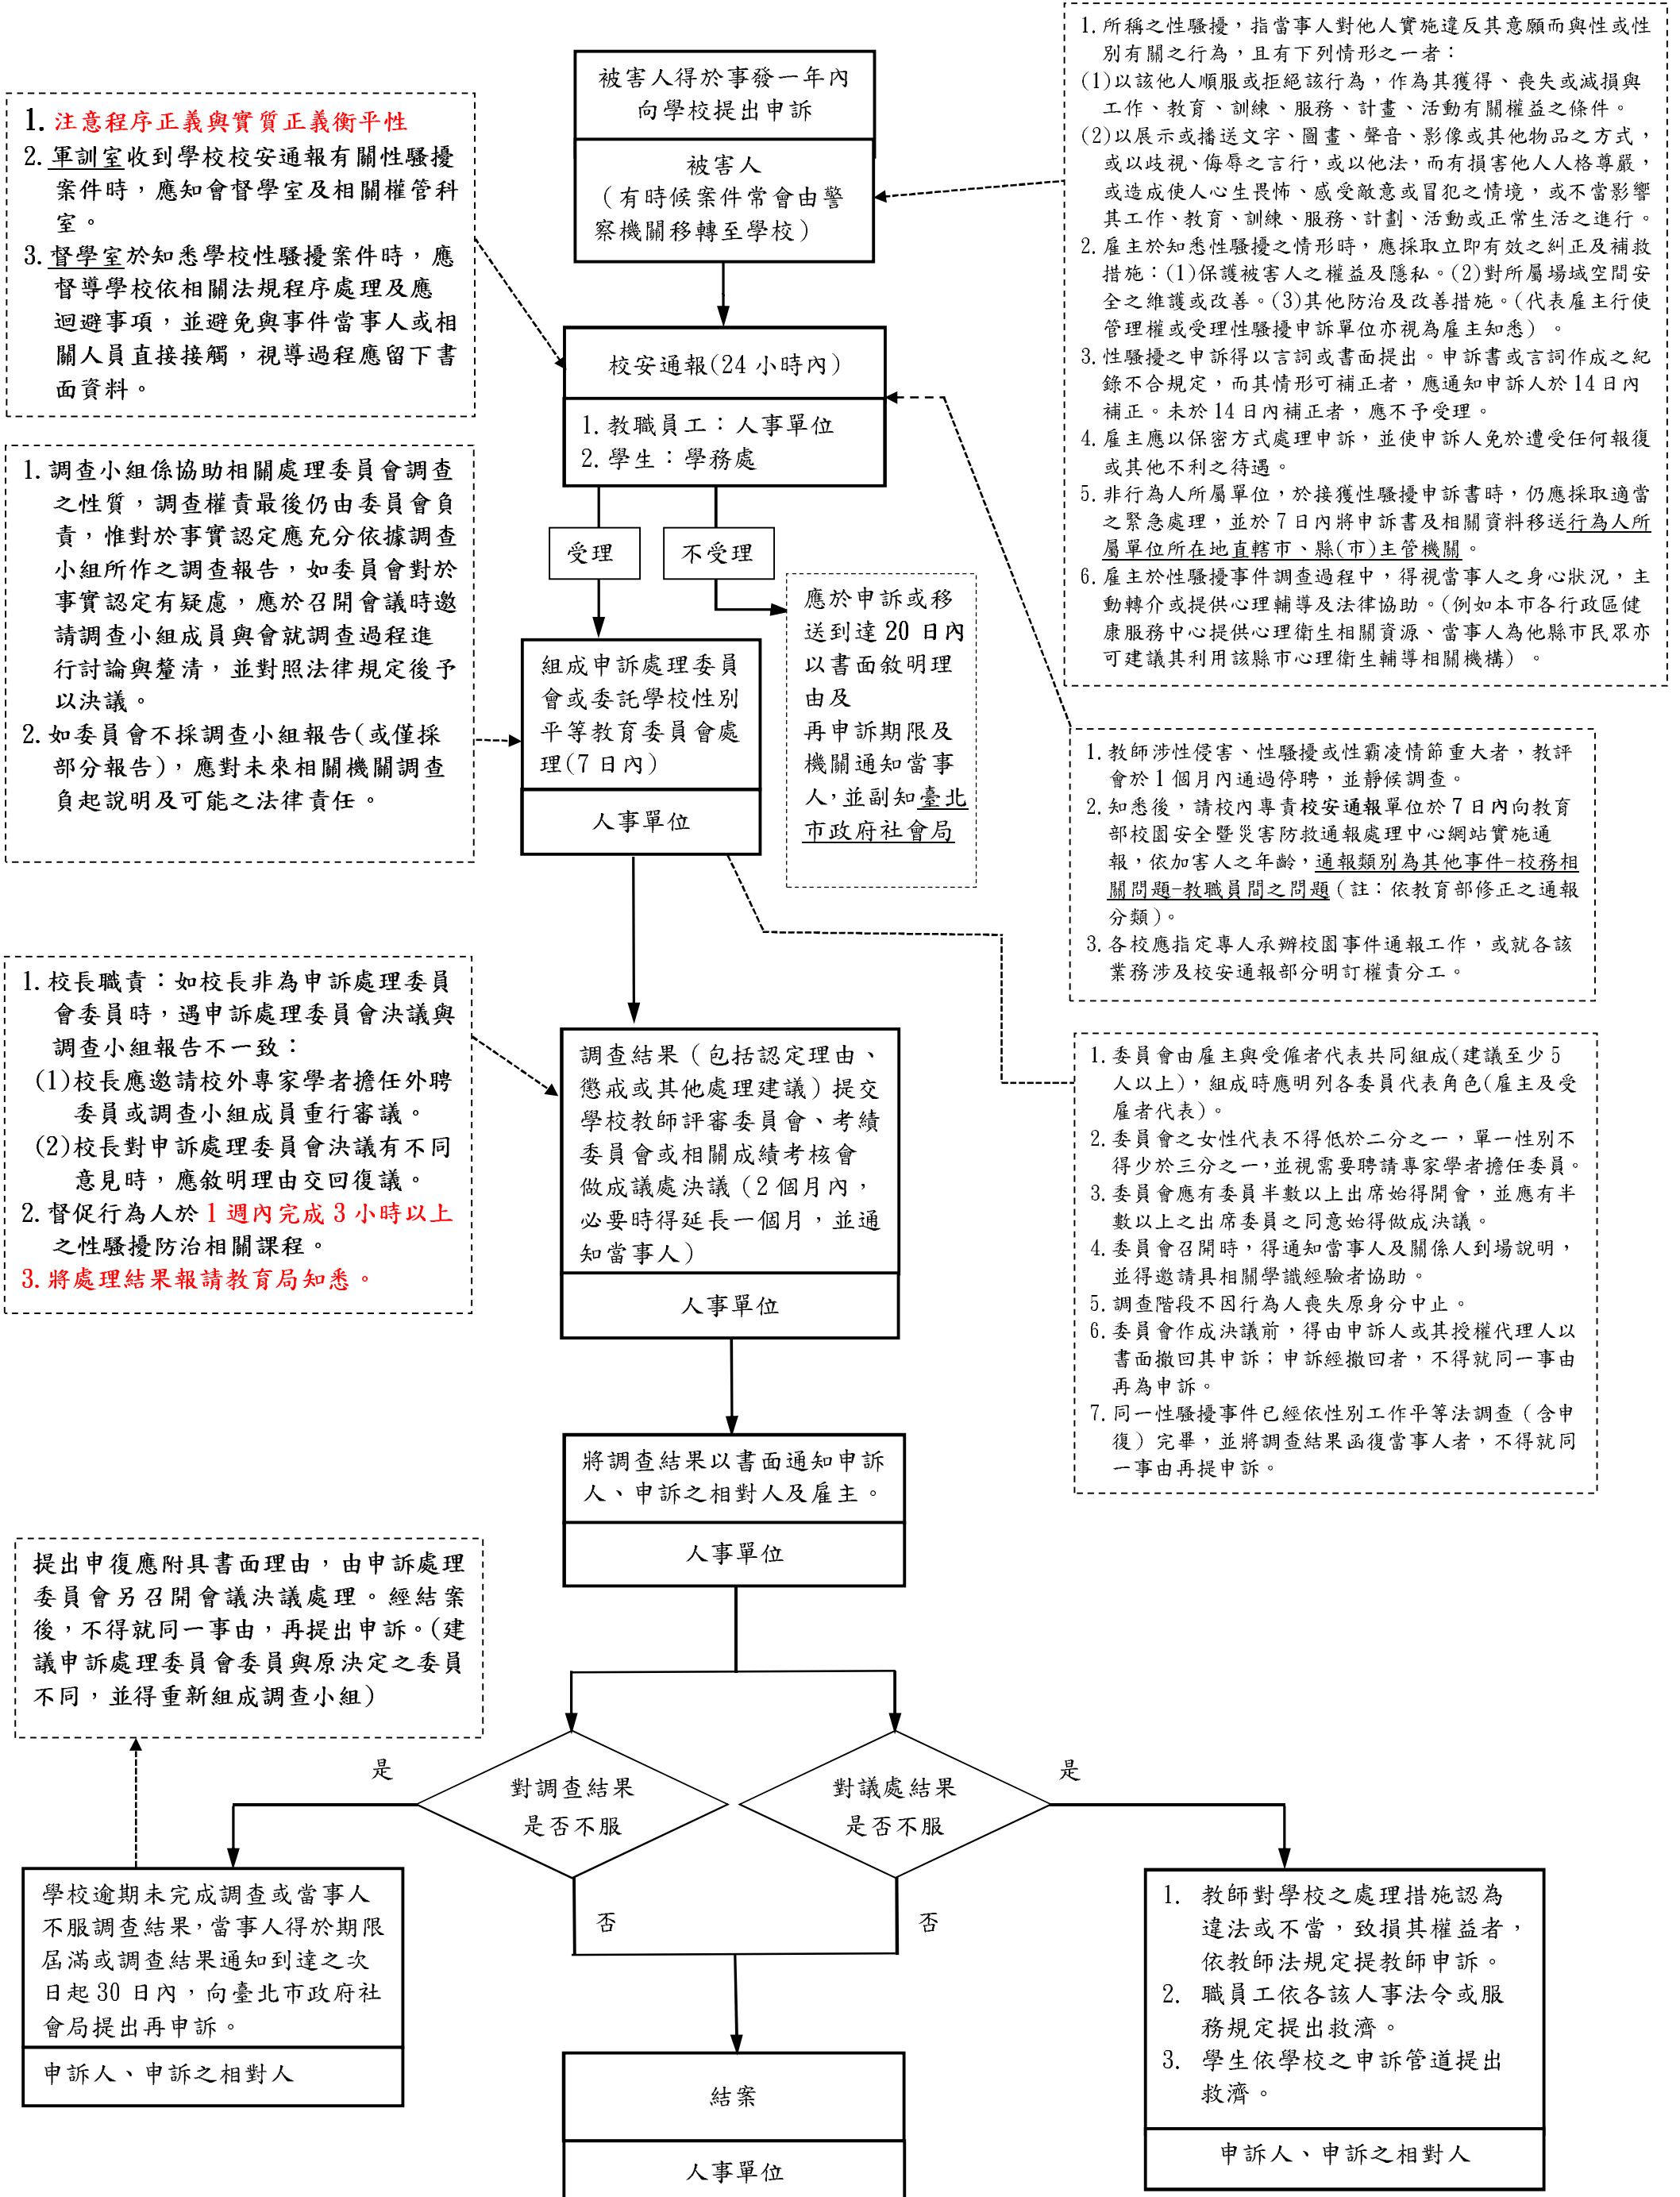 被害人得於事發一年內
向學校提出申訴
被害人
（有時候案件常會由警
察機關移轉至學校）
1. 所稱之性騷擾，指當事人對他人實施違反其意願而與性或性
別有關之行為，且有下列情形之一者：
(1)以該他人順服或拒絕該行為，作為其獲得、喪失或減損與
工作、教育、訓練、服務、計畫、活動有關權益之條件。
(2)以展示或播送文字、圖畫、聲音、影像或其他物品之方式，
或以歧視、侮辱之言行，或以他法，而有損害他人人格尊嚴，
或造成使人心生畏怖、感受敵意或冒犯之情境，或不當影響
其工作、教育、訓練、服務、計劃、活動或正常生活之進行。
2. 雇主於知悉性騷擾之情形時，應採取立即有效之糾正及補救
措施：(1)保護被害人之權益及隱私。(2)對所屬場域空間安
全之維護或改善。(3)其他防治及改善措施。(代表雇主行使
管理權或受理性騷擾申訴單位亦視為雇主知悉）。
3. 性騷擾之申訴得以言詞或書面提出。申訴書或言詞作成之紀
錄不合規定，而其情形可補正者，應通知申訴人於 14 日內
補正。未於 14 日內補正者，應不予受理。
4. 雇主應以保密方式處理申訴，並使申訴人免於遭受任何報復
或其他不利之待遇。
5. 非行為人所屬單位，於接獲性騷擾申訴書時，仍應採取適當
之緊急處理，並於 7 日內將申訴書及相關資料移送行為人所
屬單位所在地直轄市、縣(市)主管機關。
6. 雇主於性騷擾事件調查過程中，得視當事人之身心狀況，主
動轉介或提供心理輔導及法律協助。(例如本市各行政區健
康服務中心提供心理衛生相關資源、當事人為他縣市民眾亦
可建議其利用該縣市心理衛生輔導相關機構）。
1. 注意程序正義與實質正義衡平性
2. 軍訓室收到學校校安通報有關性騷擾
案件時，應知會督學室及相關權管科
室。
3. 督學室於知悉學校性騷擾案件時，應
督導學校依相關法規程序處理及應
迴避事項，並避免與事件當事人或相
關人員直接接觸，視導過程應留下書
面資料。
校安通報(24 小時內)
1. 教職員工：人事單位
2. 學生：學務處
受理
不受理
應於申訴或移
送到達 20 日內
以書面敘明理
由及
再申訴期限及
機關通知當事
人，並副知臺北
市政府社會局
1. 調查小組係協助相關處理委員會調查
之性質，調查權責最後仍由委員會負
責，惟對於事實認定應充分依據調查
小組所作之調查報告，如委員會對於
事實認定有疑慮，應於召開會議時邀
請調查小組成員與會就調查過程進
行討論與釐清，並對照法律規定後予
以決議。
2. 如委員會不採調查小組報告(或僅採
部分報告)，應對未來相關機關調查
負起說明及可能之法律責任。
組成申訴處理委員
會或委託學校性別
平等教育委員會處
理(7 日內)
人事單位
1. 教師涉性侵害、性騷擾或性霸凌情節重大者，教評
會於 1 個月內通過停聘，並靜候調查。
2. 知悉後，請校內專責校安通報單位於 7 日內向教育
部校園安全暨災害防救通報處理中心網站實施通
報，依加害人之年齡，通報類別為其他事件-校務相
關問題-教職員間之問題（註：依教育部修正之通報
分類）。
3. 各校應指定專人承辦校園事件通報工作，或就各該
業務涉及校安通報部分明訂權責分工。
1. 校長職責：如校長非為申訴處理委員
會委員時，遇申訴處理委員會決議與
調查小組報告不一致：
(1)校長應邀請校外專家學者擔任外聘
委員或調查小組成員重行審議。
(2)校長對申訴處理委員會決議有不同
意見時，應敘明理由交回復議。
2. 督促行為人於 1 週內完成 3 小時以上
之性騷擾防治相關課程。
3. 將處理結果報請教育局知悉。
調查結果（包括認定理由、
懲戒或其他處理建議）提交
學校教師評審委員會、考績
委員會或相關成績考核會
做成議處決議（2 個月內，
必要時得延長一個月，並通
知當事人）
人事單位
1. 委員會由雇主與受僱者代表共同組成(建議至少 5
人以上)，組成時應明列各委員代表角色(雇主及受
雇者代表)。
2. 委員會之女性代表不得低於二分之一，單一性別不
得少於三分之一，並視需要聘請專家學者擔任委員。
3. 委員會應有委員半數以上出席始得開會，並應有半
數以上之出席委員之同意始得做成決議。
4. 委員會召開時，得通知當事人及關係人到場說明，
並得邀請具相關學識經驗者協助。
5. 調查階段不因行為人喪失原身分中止。
6. 委員會作成決議前，得由申訴人或其授權代理人以
書面撤回其申訴；申訴經撤回者，不得就同一事由
再為申訴。
7. 同一性騷擾事件已經依性別工作平等法調查（含申
復）完畢，並將調查結果函復當事人者，不得就同
一事由再提申訴。
將調查結果以書面通知申訴
人、申訴之相對人及雇主。
人事單位
提出申復應附具書面理由，由申訴處理
委員會另召開會議決議處理。經結案
後，不得就同一事由，再提出申訴。(建
議申訴處理委員會委員與原決定之委員
不同，並得重新組成調查小組)
是
對調查結果
是否不服
對議處結果
是否不服
是
否
否
學校逾期未完成調查或當事人
不服調查結果，當事人得於期限
屆滿或調查結果通知到達之次
日起 30 日內，向臺北市政府社
會局提出再申訴。
申訴人、申訴之相對人
1. 教師對學校之處理措施認為
違法或不當，致損其權益者，
依教師法規定提教師申訴。
2. 職員工依各該人事法令或服
務規定提出救濟。
3. 學生依學校之申訴管道提出
救濟。
申訴人、申訴之相對人
結案
人事單位